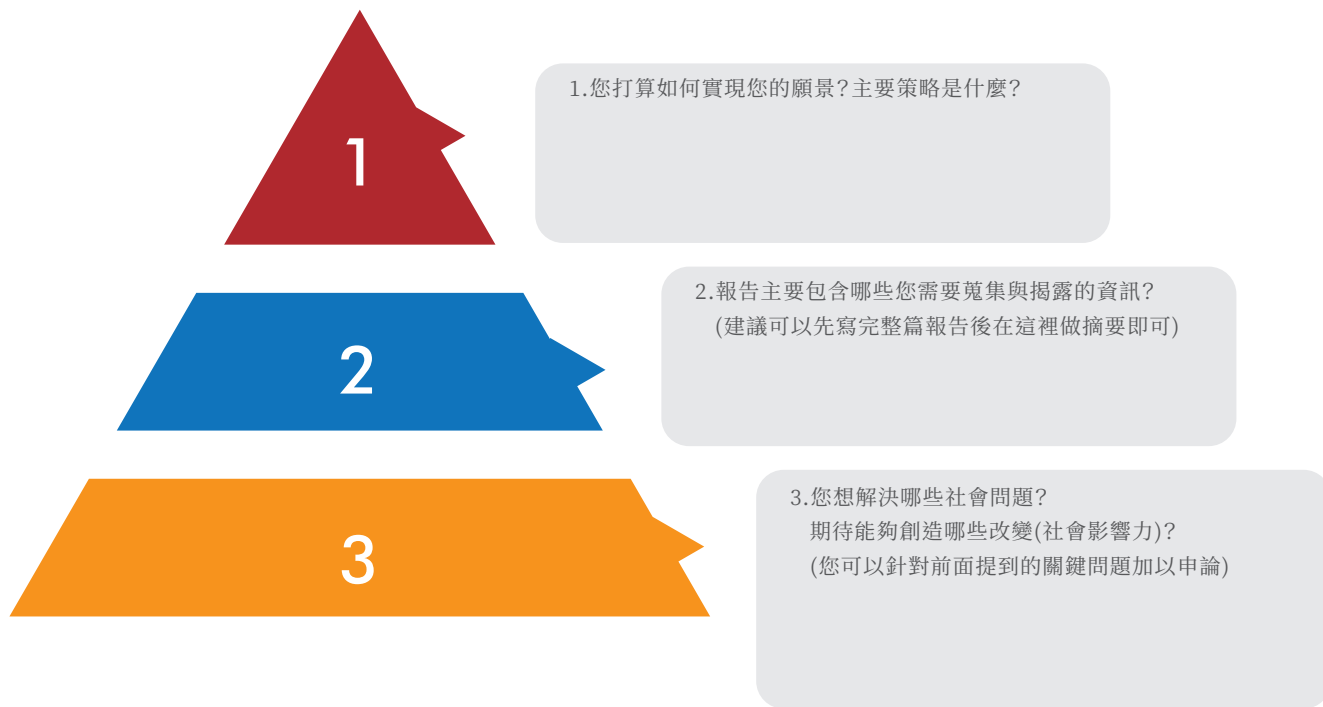 1
1.您打算如何實現您的願景?主要策略是什麼?
2
2.報告主要包含哪些您需要蒐集與揭露的資訊?
(建議可以先寫完整篇報告後在這裡做摘要即可)
3
3.您想解決哪些社會問題?
期待能夠創造哪些改變(社會影響力)?
(您可以針對前面提到的關鍵問題加以申論)